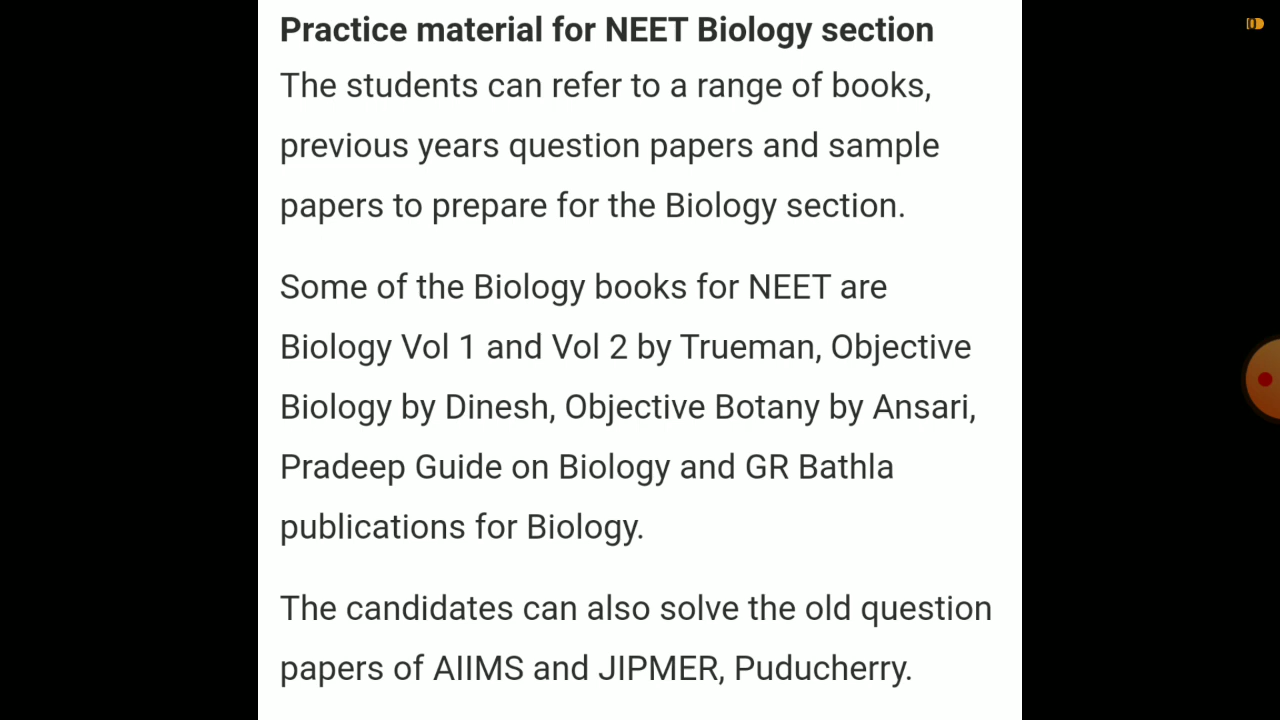 Practice material for NEET Biology section
The students can refer to a range of books,
previous years question papers and sample
papers to prepare for the Biology section.
Some of the Biology books for NEET are
Biology Vol 1 and Vol 2 by Trueman, Objective
Biology by Dinesh, Objective Botany by Ansari,
Pradeep Guide on Biology and GR Bathla
publications for Biology.
The candidates can also solve the old question
papers of AIIMS and JIPMER, Puducherry.